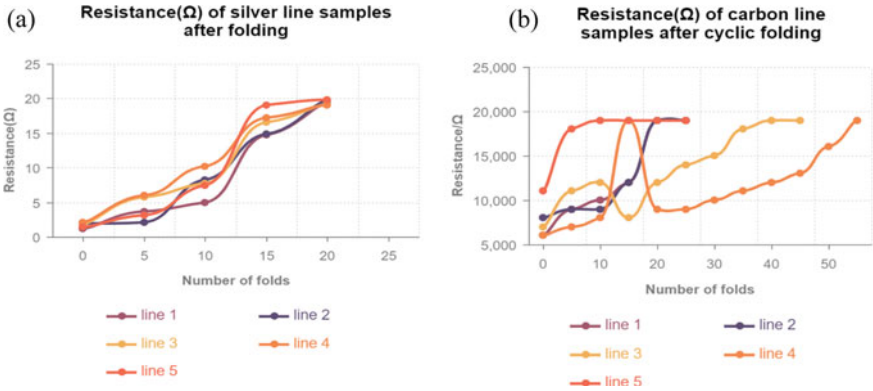 (a)
Resistance(Ω) of silver line samples
after folding
Resistance(Ω)
25
20
15
10
5
0
0 5 10 15 20 25
Number of folds
line 1 line 2
line 3 line 4
line 5
(b)
Resistance(Ω) of carbon line
samples after cyclic folding
Resistance/Ω
25,000
20,000
15,000
10,000
5,000
0 10 20 30 40 50
Number of folds
line 1 line 2
line 3 line 4
line 5